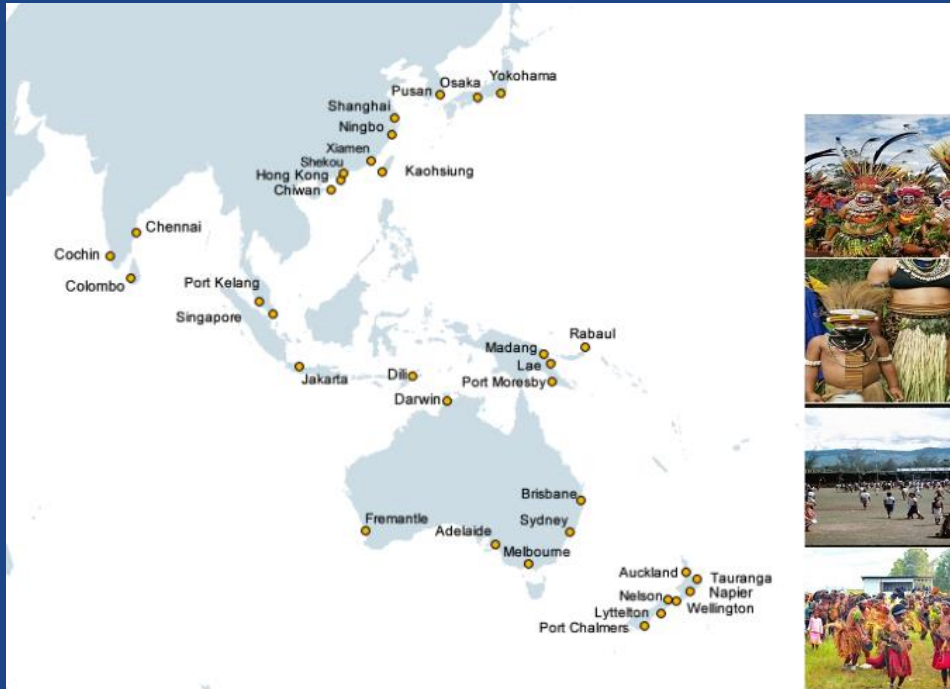 Yokohama
Osaka
Pusan
Shanghai
Ningbo
Xiamen
Shekou
Hong Kong
Kaohsiung
Chiwan
Chennai
Cochin
Colombo
Port Kelang
Singapore
Rabaul
Madang
Lae
Jakarta
Dili
Port Moresby
Darwin
Brisbane
Fremantle
Sydney
Adelaide
Melbourne
Auckland
Tauranga
Nelson
Napier
Lyttelton
Wellington
Port Chalmers